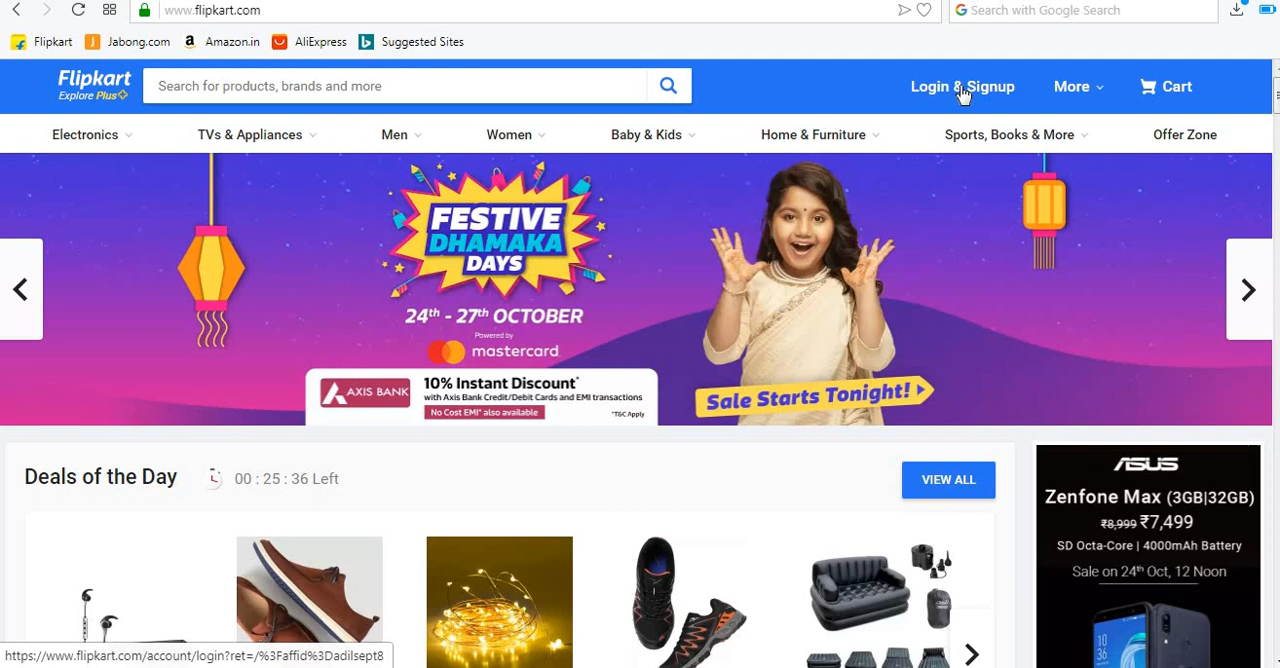 www.flipkart.com
Search with Google Search
Flipkart
Jabong.com
Amazon.in
AliExpress
Suggested Sites
Flipkart
Explore Plus
Search for products, brands and more
Login & Signup
More
Cart
Electronics
TVs & Appliances
Men
Women
Baby & Kids
Home & Furniture
Sports, Books & More
Offer Zone
FESTIVE
DHAMAKA
DAYS
24th - 27th OCTOBER
Powered by
mastercard
AXIS BANK
10% Instant Discount*
with Axis Bank Credit/Debit Cards and EMI transactions
No Cost EMI* also available
*T&C Apply
Sale Starts Tonight!
Deals of the Day
00 : 25 : 36 Left
VIEW ALL
ASUS
Zenfone Max (3GB|32GB)
₹8,999 ₹7,499
SD Octa-Core | 4000mAh Battery
Sale on 24th Oct, 12 Noon
10
36
https://www.flipkart.com/account/login?ret=/%3Faffid%3Dadilsept8